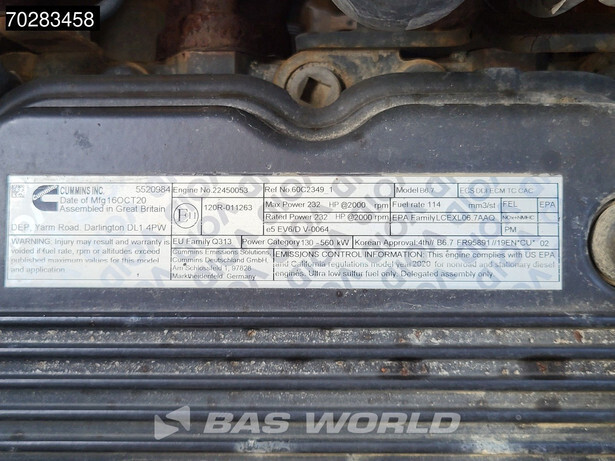 70283458
CUMMINS INC. 5520984
Date of Mfg16OCT20
Assembled in Great Britain
DEP, Yarm Road, Darlington DL1 4PW
Engine No.22450053
Ref No.60C2349_1
Model B6.7
ECS DI FECM TC CAC
120R-011263
Max Power 232 HP @2000 rpm
Fuel rate 114 mm3/st
FEL EPA
Ratrd Power 232 HP @2000 rpm
EPA FamilyLCEXL06.7AAQ
NOx+NMHC
e5 EV6/D V-0064
PM
WARNING: injury may result and warranty
voided if fuel rate, rpm, or altitudes exceed
published maximum values for this model
and application.
EU Family Q313
Power Category130 - 560 kW
Korean Approval:4th// B6.7 FR95891//19EN"CU" 02
Cummins Emissions Solutions
Cummins Deutschland GmbH,
Am Schlossfeld 1, 97828
Marktheidenfeld, Germany
EMISSIONS CONTROL INFORMATION: This engine complies with US EPA
and California regulations model year2020 for nonroad and stationary diesel
engines. Ultra low sulfur fuel only. Delegated assembly only.
BAS WORLD